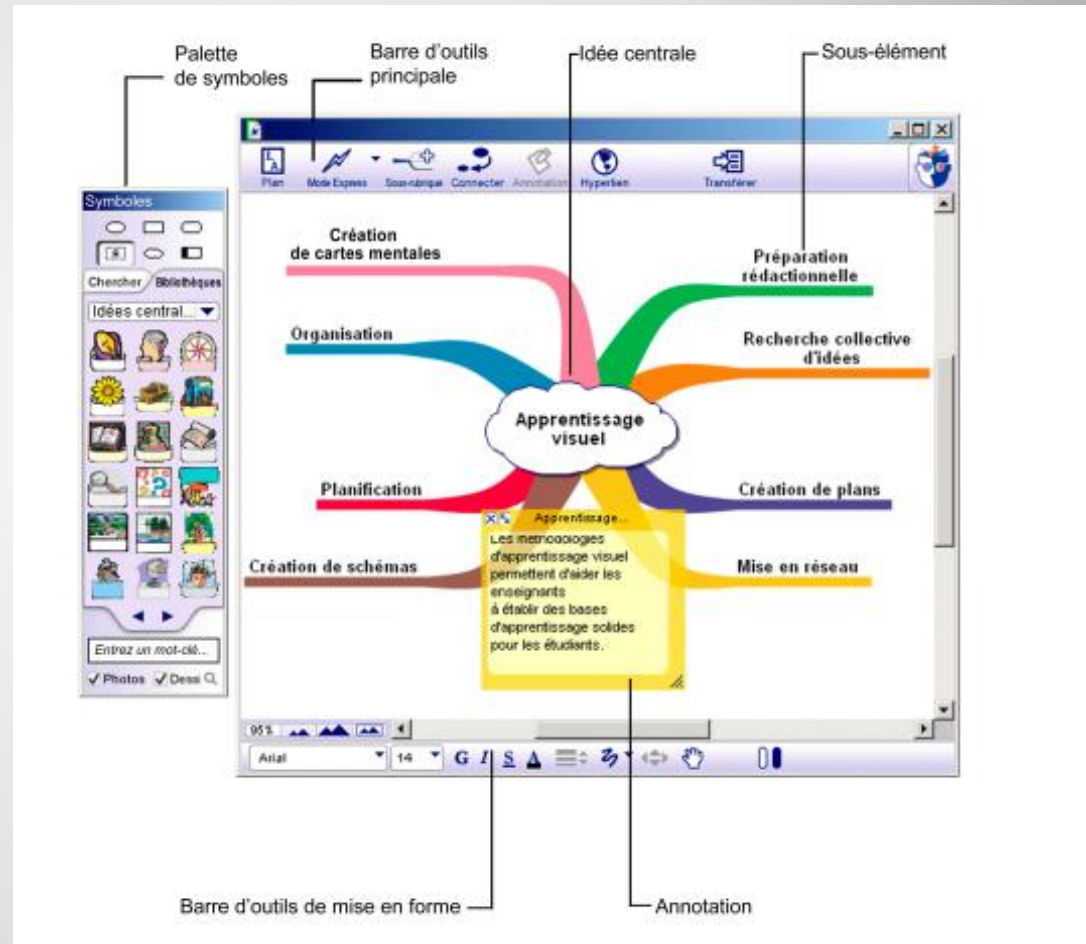 Palette
de symboles
Barre d'outils
principale
Idée centrale
Sous-élément
Plan
Mode Express
Sous-rubrique
Connecter
Annotation
Hyperlien
Transférer
Symboles
Chercher
Bibliothèques
Idées central...
Entrez un mot-clé...
Photos
Dessi
Création
de cartes mentales
Préparation
rédactionnelle
Organisation
Recherche collective
d'idées
Apprentissage
visuel
Planification
Création de plans
Création de schémas
Mise en réseau
Apprentissage...
Les méthodologies
d'apprentissage visuel
permettent d'aider les
enseignants
à établir des bases
d'apprentissage solides
pour les étudiants.
95%
Arial
14
G I S A
Barre d'outils de mise en forme
Annotation